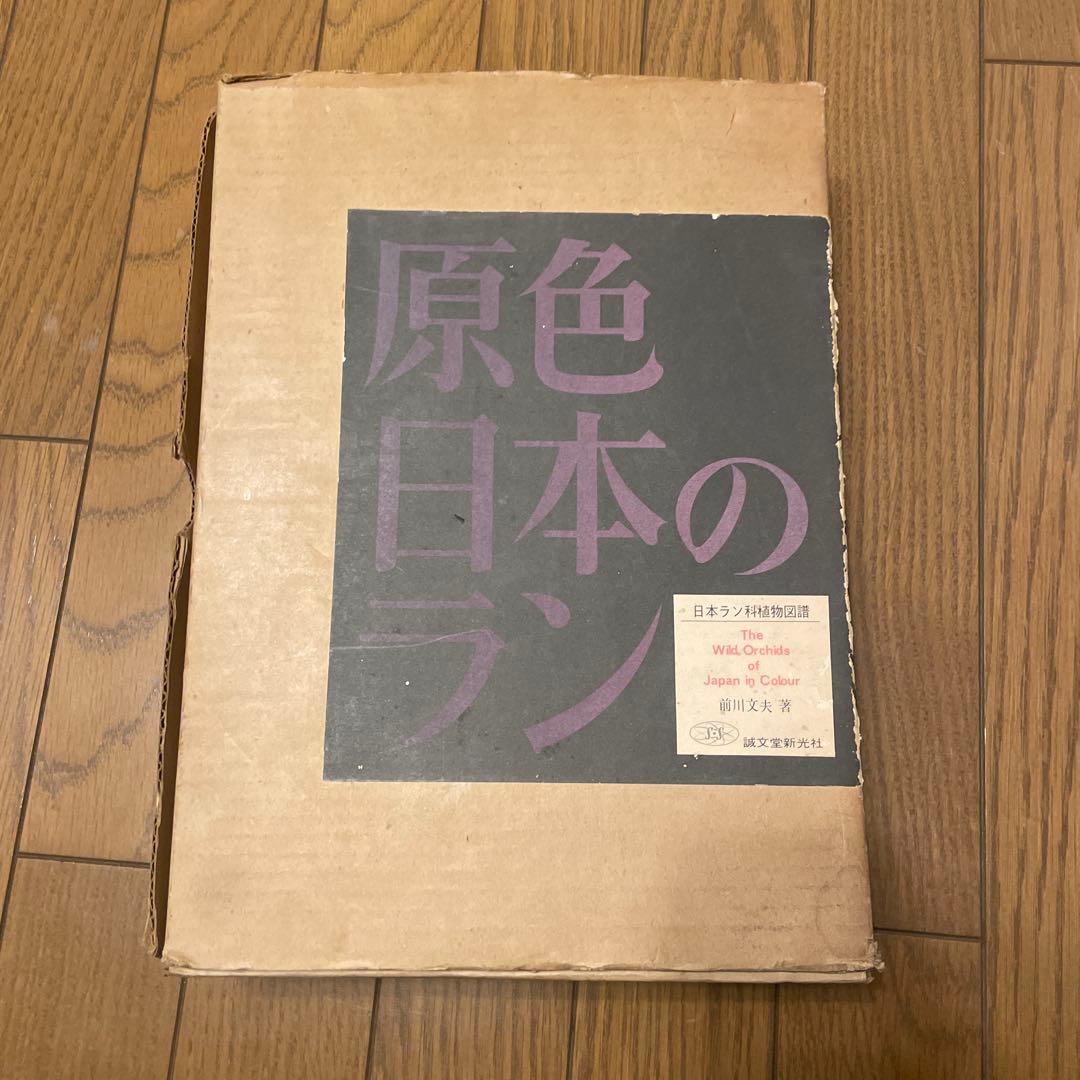 原色
日本の
ラン
日本ラン科植物図譜
The
Wild Orchids
of
Japan in Colour
前川文夫 著
誠文堂新光社